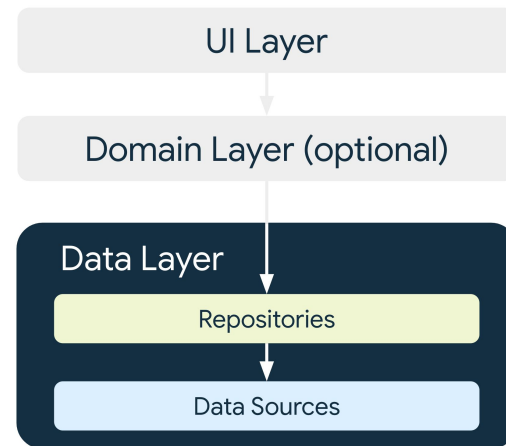 UI Layer
Domain Layer (optional)
Data Layer
Repositories
Data Sources